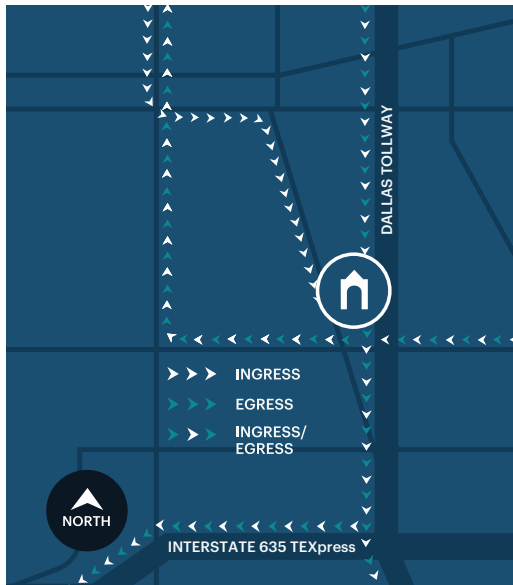 DALLAS TOLLWAY
INGRESS
EGRESS
INGRESS/
EGRESS
NORTH
INTERSTATE 635 TEXpress